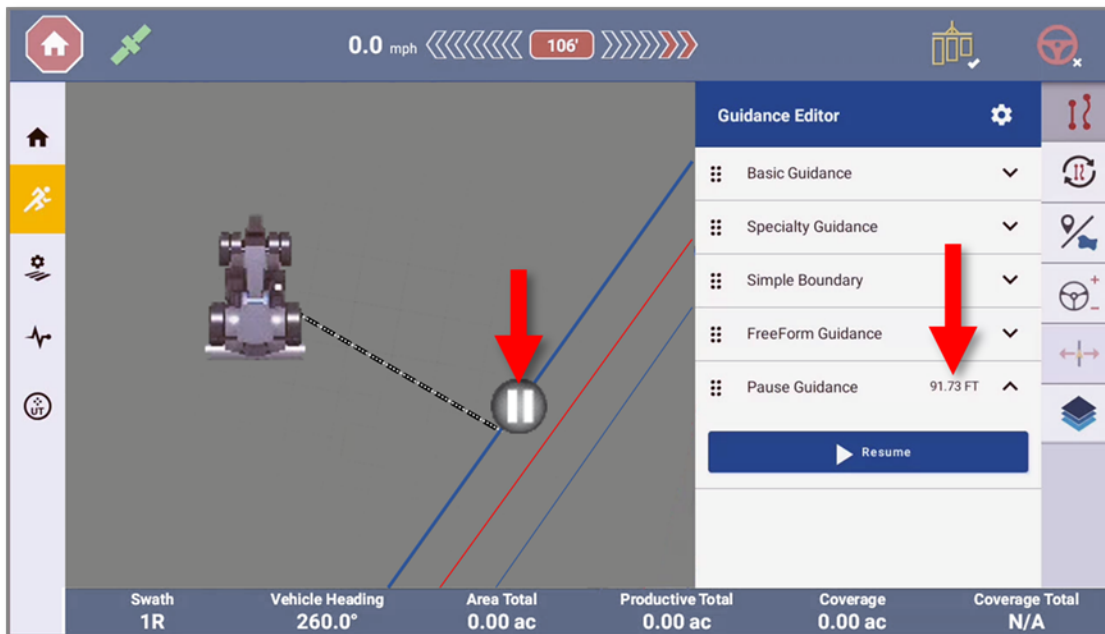 0.0 mph 106'
Guidance Editor
Basic Guidance
Specialty Guidance
Simple Boundary
FreeForm Guidance
Pause Guidance 91.73 FT
Resume
UT
Swath Vehicle Heading Area Total Productive Total Coverage Coverage Total
1R 260.0° 0.00 ac 0.00 ac 0.00 ac N/A